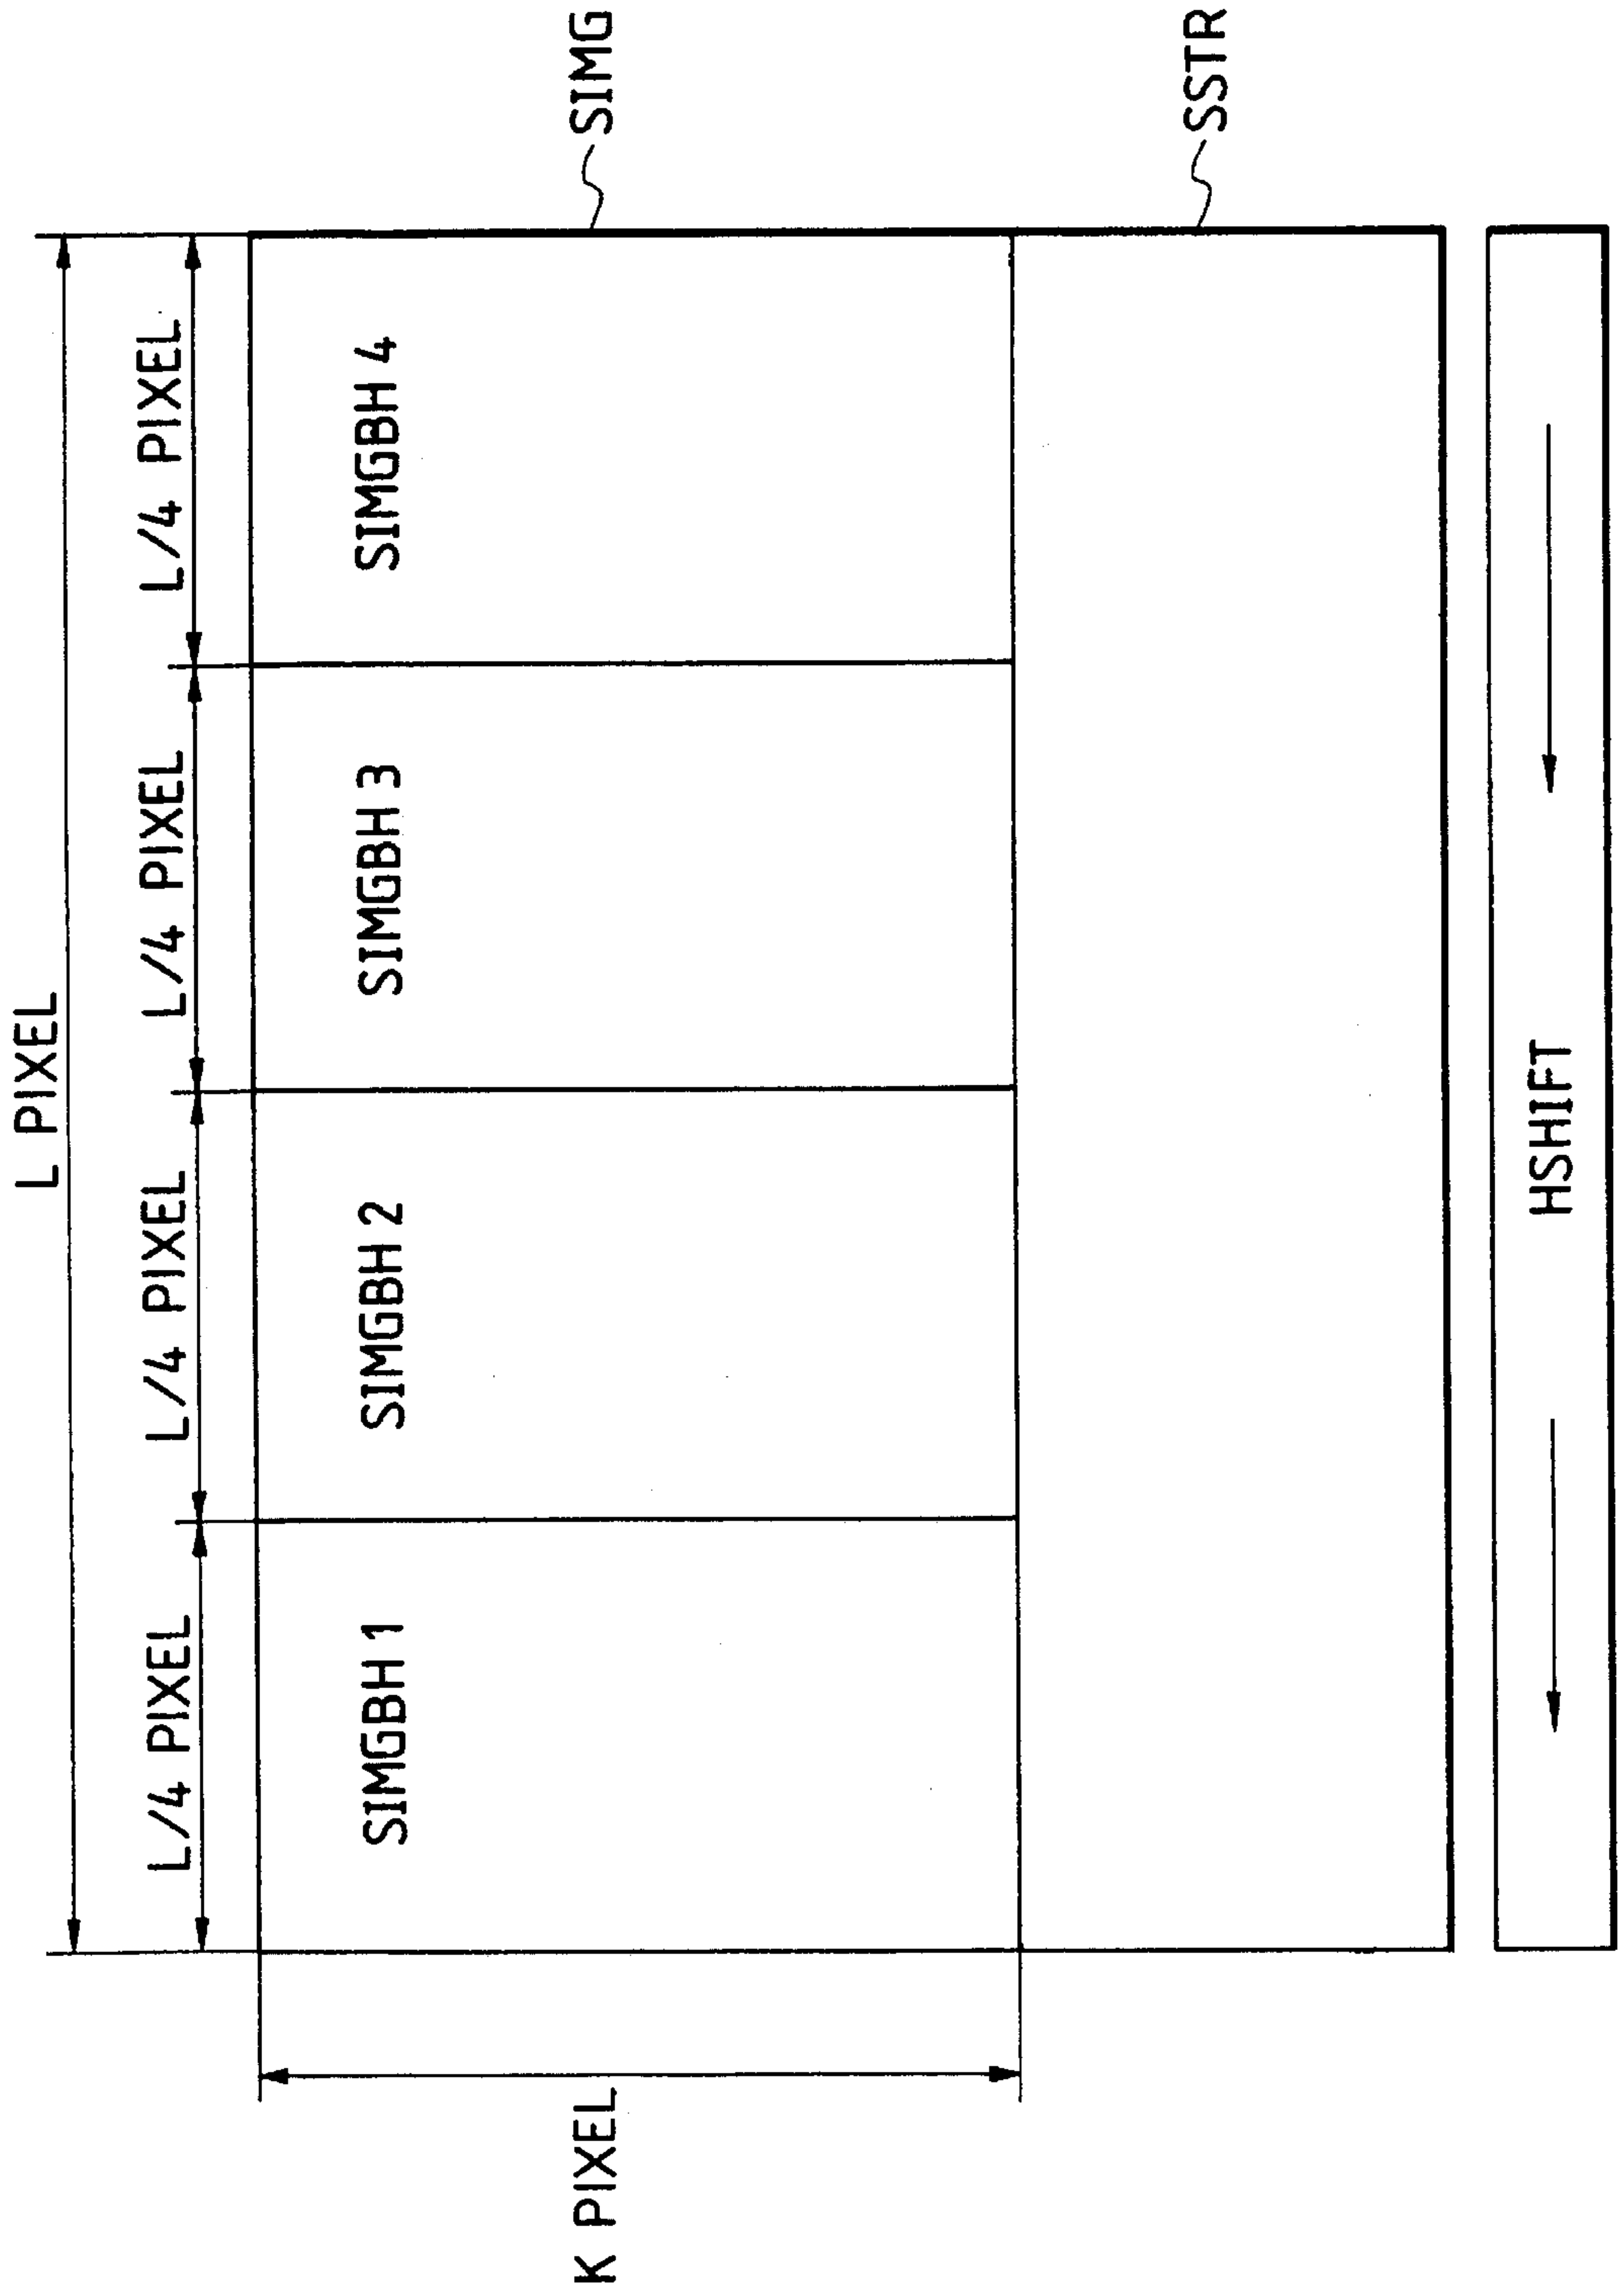 L PIXEL
L/4 PIXEL
L/4 PIXEL
L/4 PIXEL
L/4 PIXEL
SIMGBH 1
SIMGBH 2
SIMGBH 3
SIMGBH 4
K PIXEL
SIMG
SSTR
HSHIFT